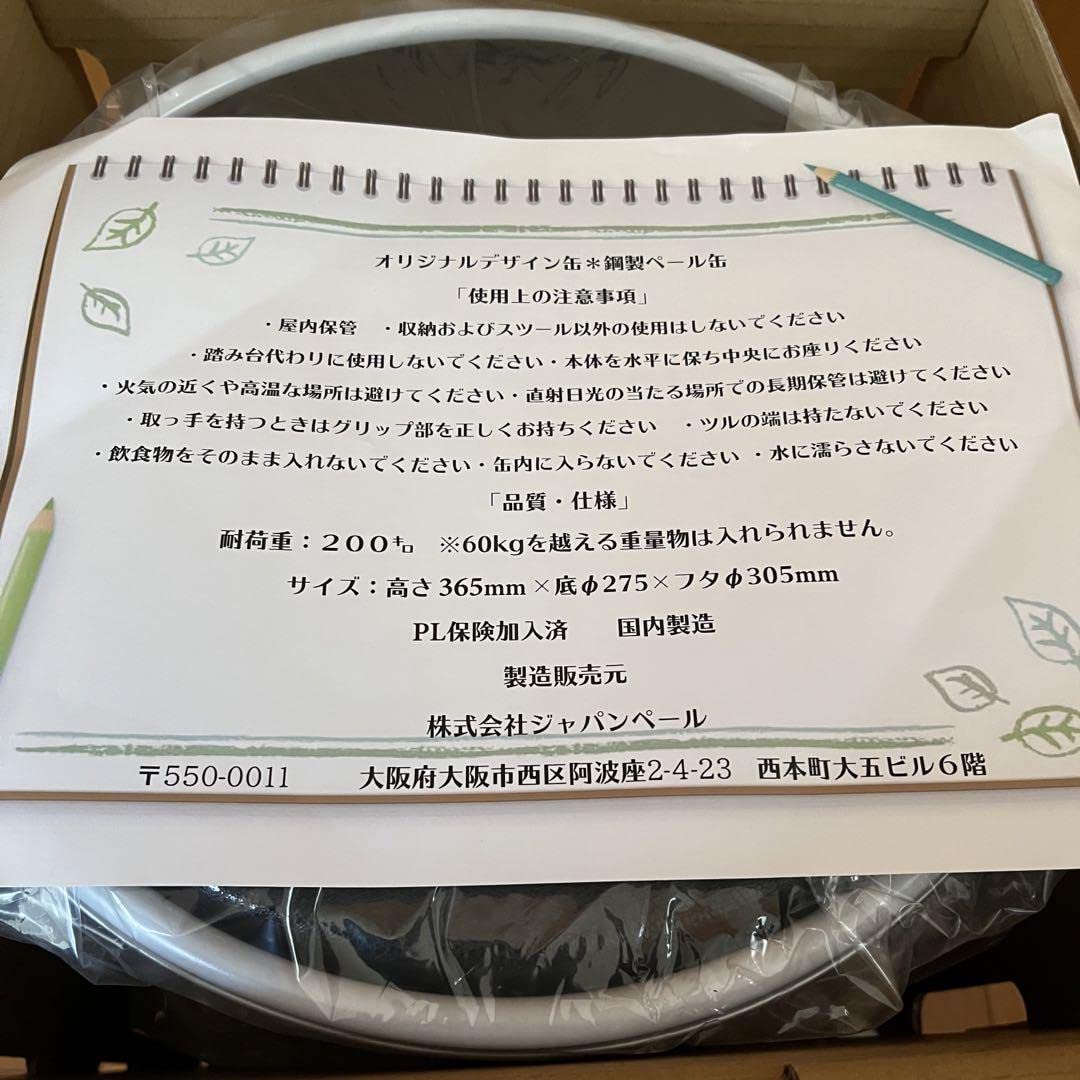 オリジナルデザイン缶＊鋼製ペール缶
「使用上の注意事項」
・屋内保管　・収納およびスツール以外の使用はしないでください
・踏み台代わりに使用しないでください・本体を水平に保ち中央にお座りください
・火気の近くや高温な場所は避けてください・直射日光の当たる場所での長期保管は避けてください
・取っ手を持つときはグリップ部を正しくお持ちください　・ツルの端は持たないでください
・飲食物をそのまま入れないでください・缶内に入らないでください ・水に濡らさないでください
「品質・仕様」
耐荷重：２００㌔　※60kgを越える重量物は入れられません。
サイズ：高さ365mm×底φ275×フタφ305mm
PL保険加入済　　国内製造
製造販売元
株式会社ジャパンペール
〒550-0011　　大阪府大阪市西区阿波座2-4-23　西本町大五ビル６階